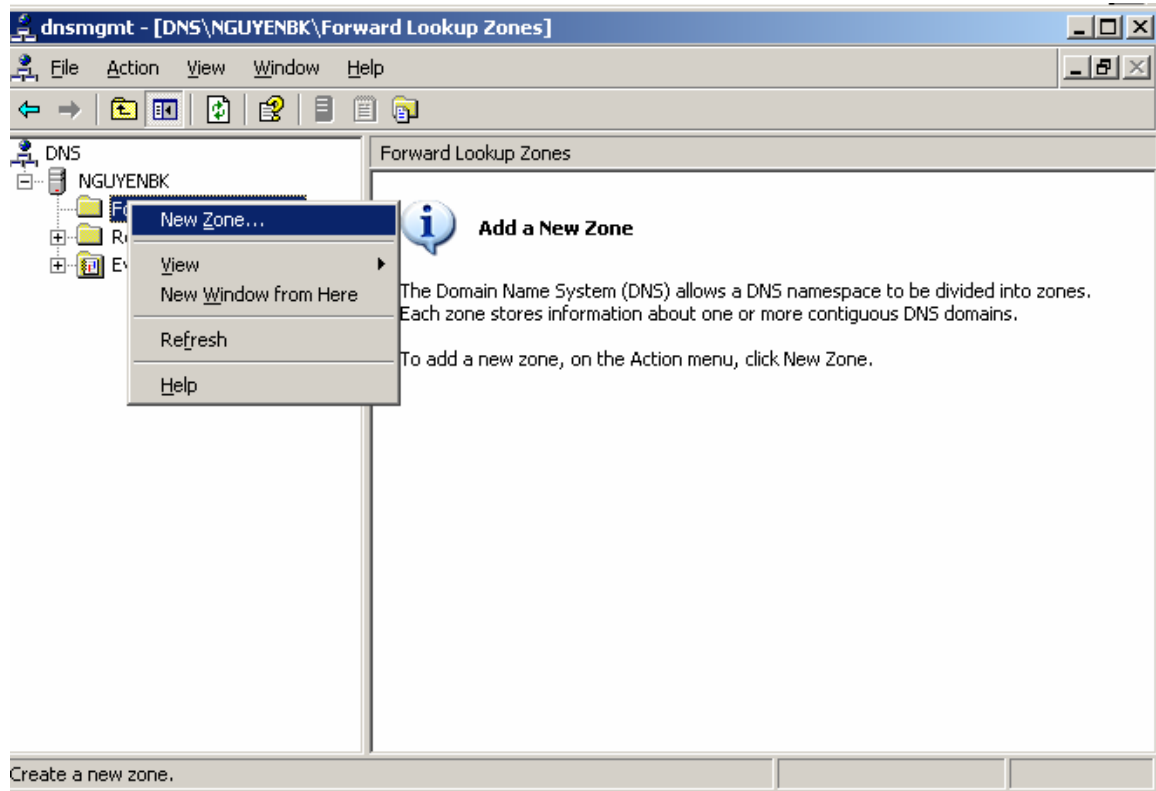 dnsmgmt - [DNS\NGUYENBK\Forward Lookup Zones]
File Action View Window Help
DNS
NGUYENBK
Fo
R
E
New Zone...
View
New Window from Here
Refresh
Help
Forward Lookup Zones
Add a New Zone
The Domain Name System (DNS) allows a DNS namespace to be divided into zones.
Each zone stores information about one or more contiguous DNS domains.
To add a new zone, on the Action menu, click New Zone.
Create a new zone.